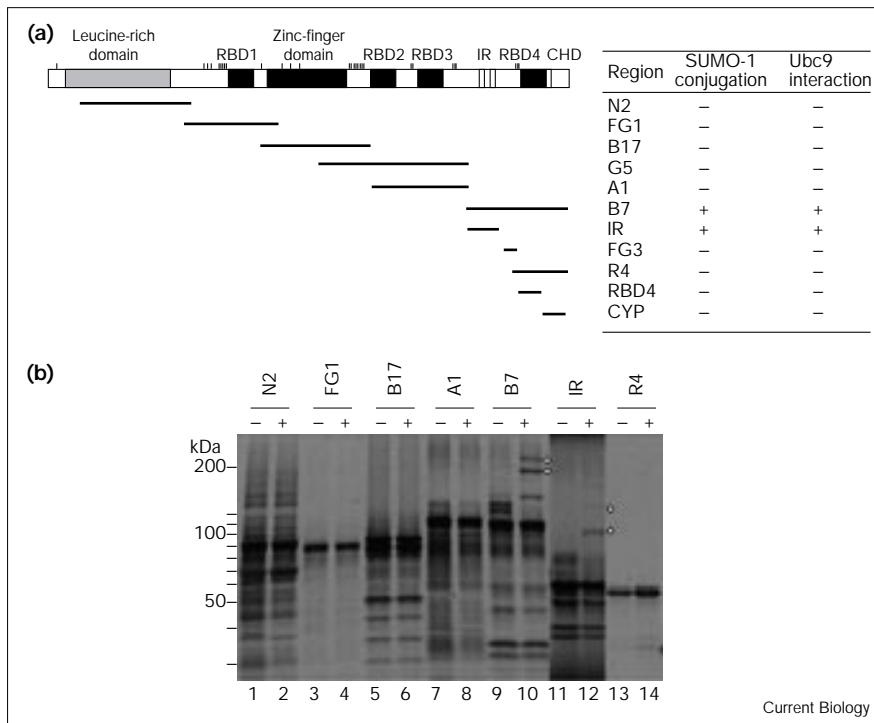 (a)
Leucine-rich domain
RBD1
Zinc-finger domain
RBD2
RBD3
IR
RBD4
CHD
Region SUMO-1 conjugation Ubc9 interaction
N2 – –
FG1 – –
B17 – –
G5 – –
A1 – –
B7 + +
IR + +
FG3 – –
R4 – –
RBD4 – –
CYP – –
(b)
N2 FG1 B17 A1 B7 IR R4
– + – + – + – + – + – + – +
kDa
200
100
50
1 2 3 4 5 6 7 8 9 10 11 12 13 14
Current Biology